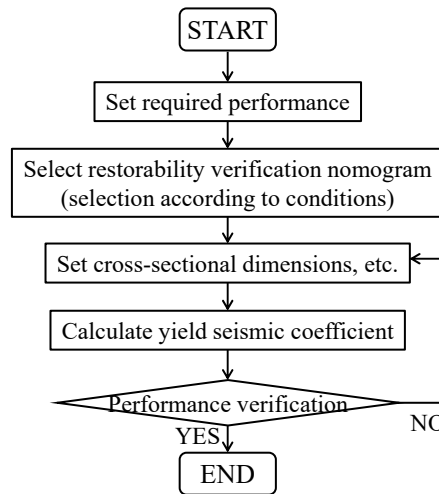 START
Set required performance
Select restorability verification nomogram
(selection according to conditions)
Set cross-sectional dimensions, etc.
Calculate yield seismic coefficient
Performance verification
YES
NO
END